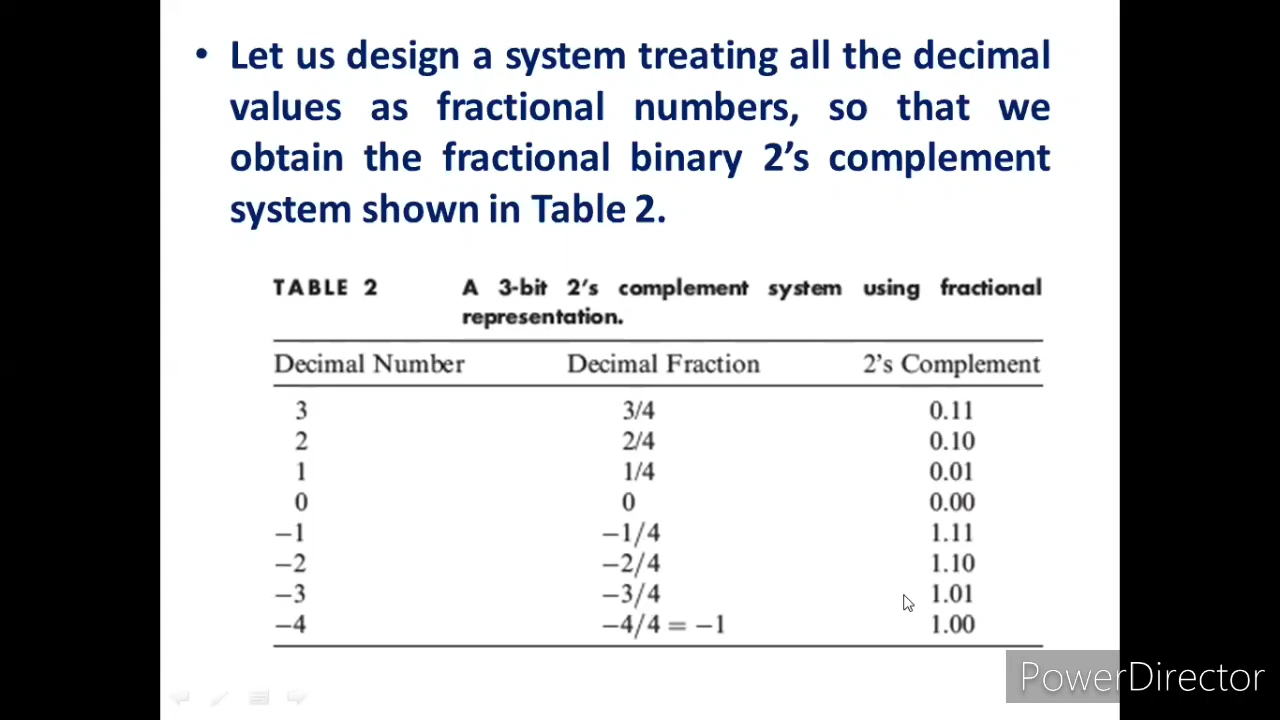 • Let us design a system treating all the decimal
values as fractional numbers, so that we
obtain the fractional binary 2’s complement
system shown in Table 2.
TABLE 2 A 3-bit 2’s complement system using fractional
representation.
Decimal Number Decimal Fraction 2’s Complement
3 3/4 0.11
2 2/4 0.10
1 1/4 0.01
0 0 0.00
−1 −1/4 1.11
−2 −2/4 1.10
−3 −3/4 1.01
−4 −4/4 = −1 1.00
PowerDirector